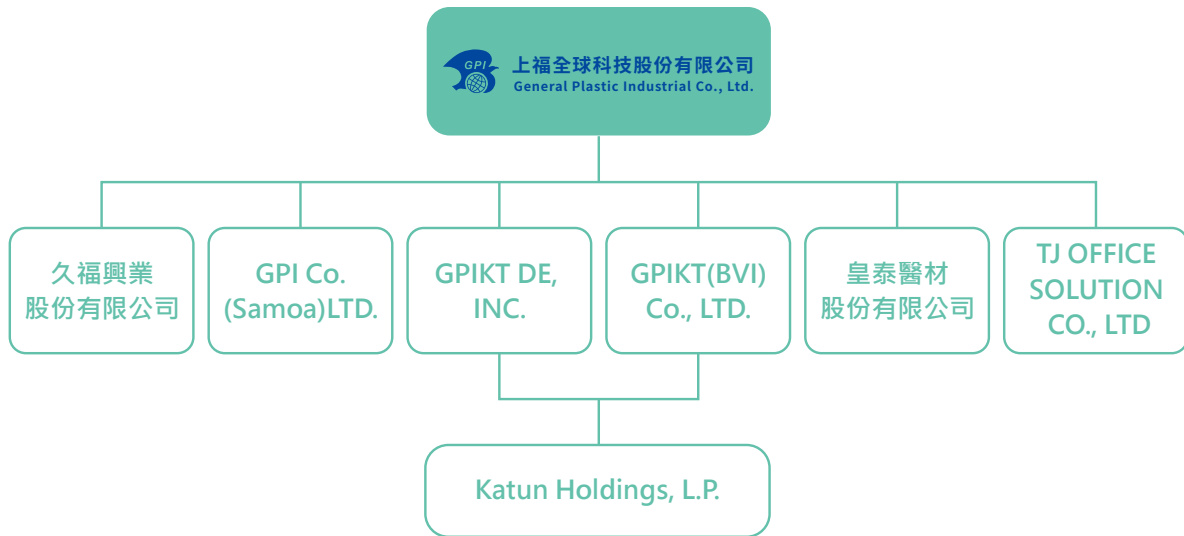 GPI
上福全球科技股份有限公司
General Plastic Industrial Co., Ltd.
久福興業
股份有限公司
GPI Co.
(Samoa)LTD.
GPIKT DE,
INC.
GPIKT(BVI)
Co., LTD.
皇泰醫材
股份有限公司
TJ OFFICE
SOLUTION
CO., LTD
Katun Holdings, L.P.